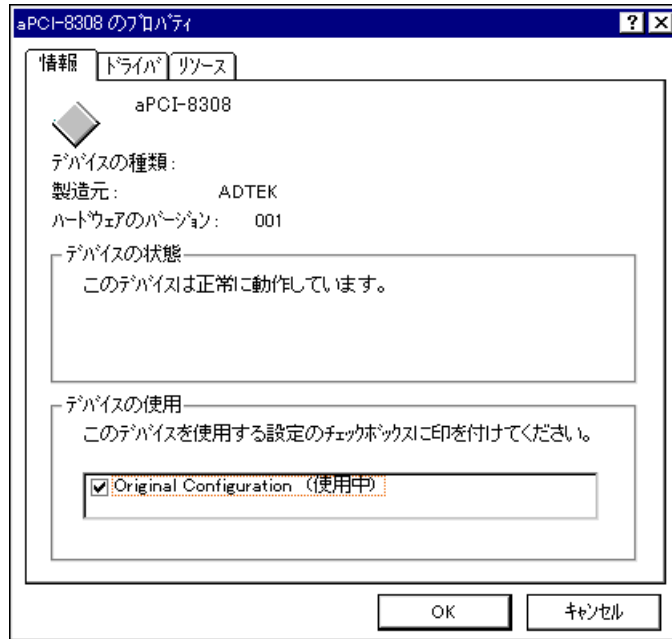 aPCI-8308 のプロパティ
情報 ドライバ リソース
aPCI-8308
デバイスの種類:
製造元: ADTEK
ハードウェアのバージョン: 001
デバイスの状態
このデバイスは正常に動作しています。
デバイスの使用
このデバイスを使用する設定のチェックボックスに印を付けてください。
Original Configuration （使用中）
OK キャンセル